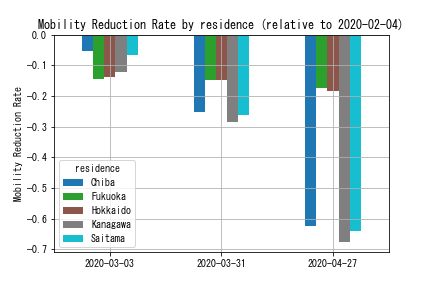 Mobility Reduction Rate by residence (relative to 2020-02-04)
0.0
−0.1
−0.2
−0.3
−0.4
−0.5
−0.6
−0.7
Mobility Reduction Rate
residence
Chiba
Fukuoka
Hokkaido
Kanagawa
Saitama
2020-03-03
2020-03-31
2020-04-27